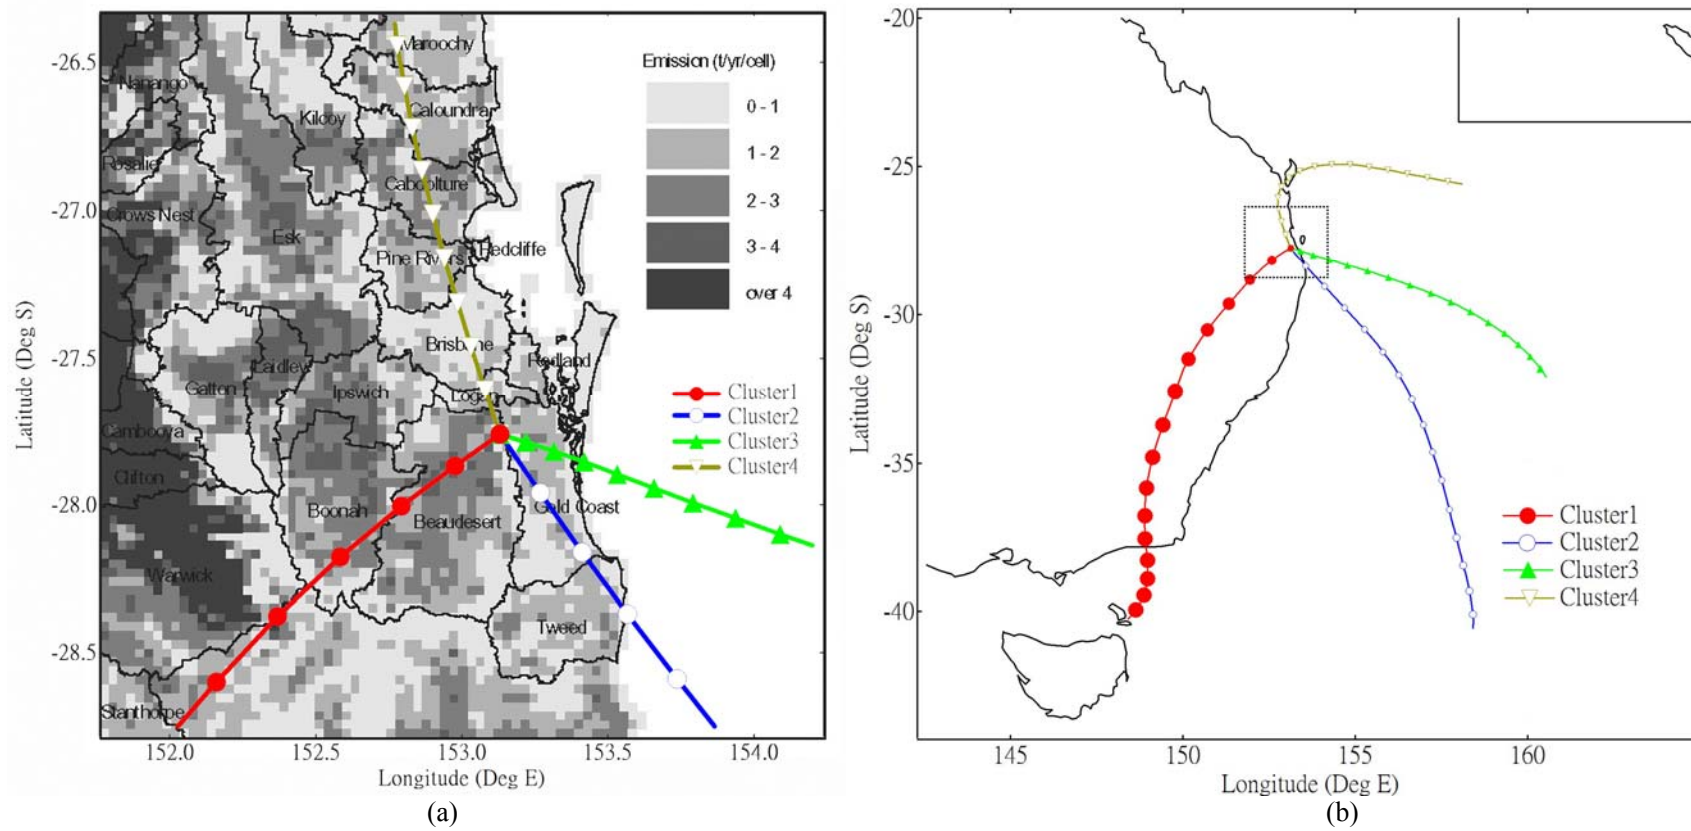 (a)
-26.5
-27.0
-27.5
-28.0
-28.5
Latitude (Deg S)
152.0
152.5
153.0
153.5
154.0
Longitude (Deg E)
Maroochy
Nanango
Kilcoy
Caloundra
Rosalie
Caboolture
Crows Nest
Esk
Pine Rivers
Redcliffe
Brisbane
Redland
Laidley
Gatton
Ipswich
Logan
Cambooya
Clifton
Boonah
Beaudesert
Gold Coast
Warwick
Tweed
Stanthorpe
Emission (t/yr/cell)
0 - 1
1 - 2
2 - 3
3 - 4
over 4
Cluster1
Cluster2
Cluster3
Cluster4
(b)
-20
-25
-30
-35
-40
Latitude (Deg S)
145
150
155
160
Longitude (Deg E)
Cluster1
Cluster2
Cluster3
Cluster4
(a)
(b)